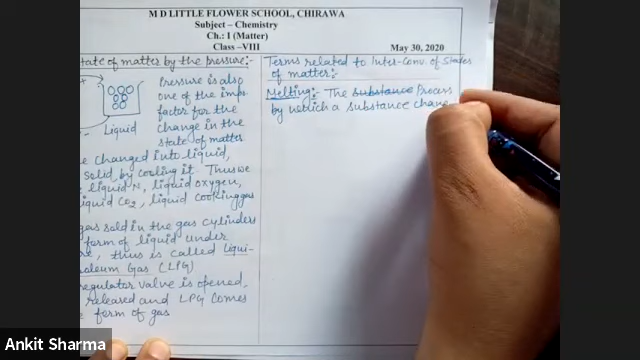 M D LITTLE FLOWER SCHOOL, CHIRAWA
Subject – Chemistry
Ch.: I (Matter)
Class –VIII
May 30, 2020
state of matter by the pressure:-
Pressure is also
one of the imp.
factor for the
change in the
state of matter
Liquid
changed into liquid,
solid, by cooling it. Thus we
liquid N, liquid oxygen,
liquid CO2, liquid cooking gas
gas sold in the gas cylinders
form of liquid under
, thus is called Liqui-
Gas (LPG)
regulator valve is opened,
released and LPG comes
form of gas
Terms related to Inter-Conv. of States
of matter:-
Melting:- The substance Process
by which a substance chane
Ankit Sharma